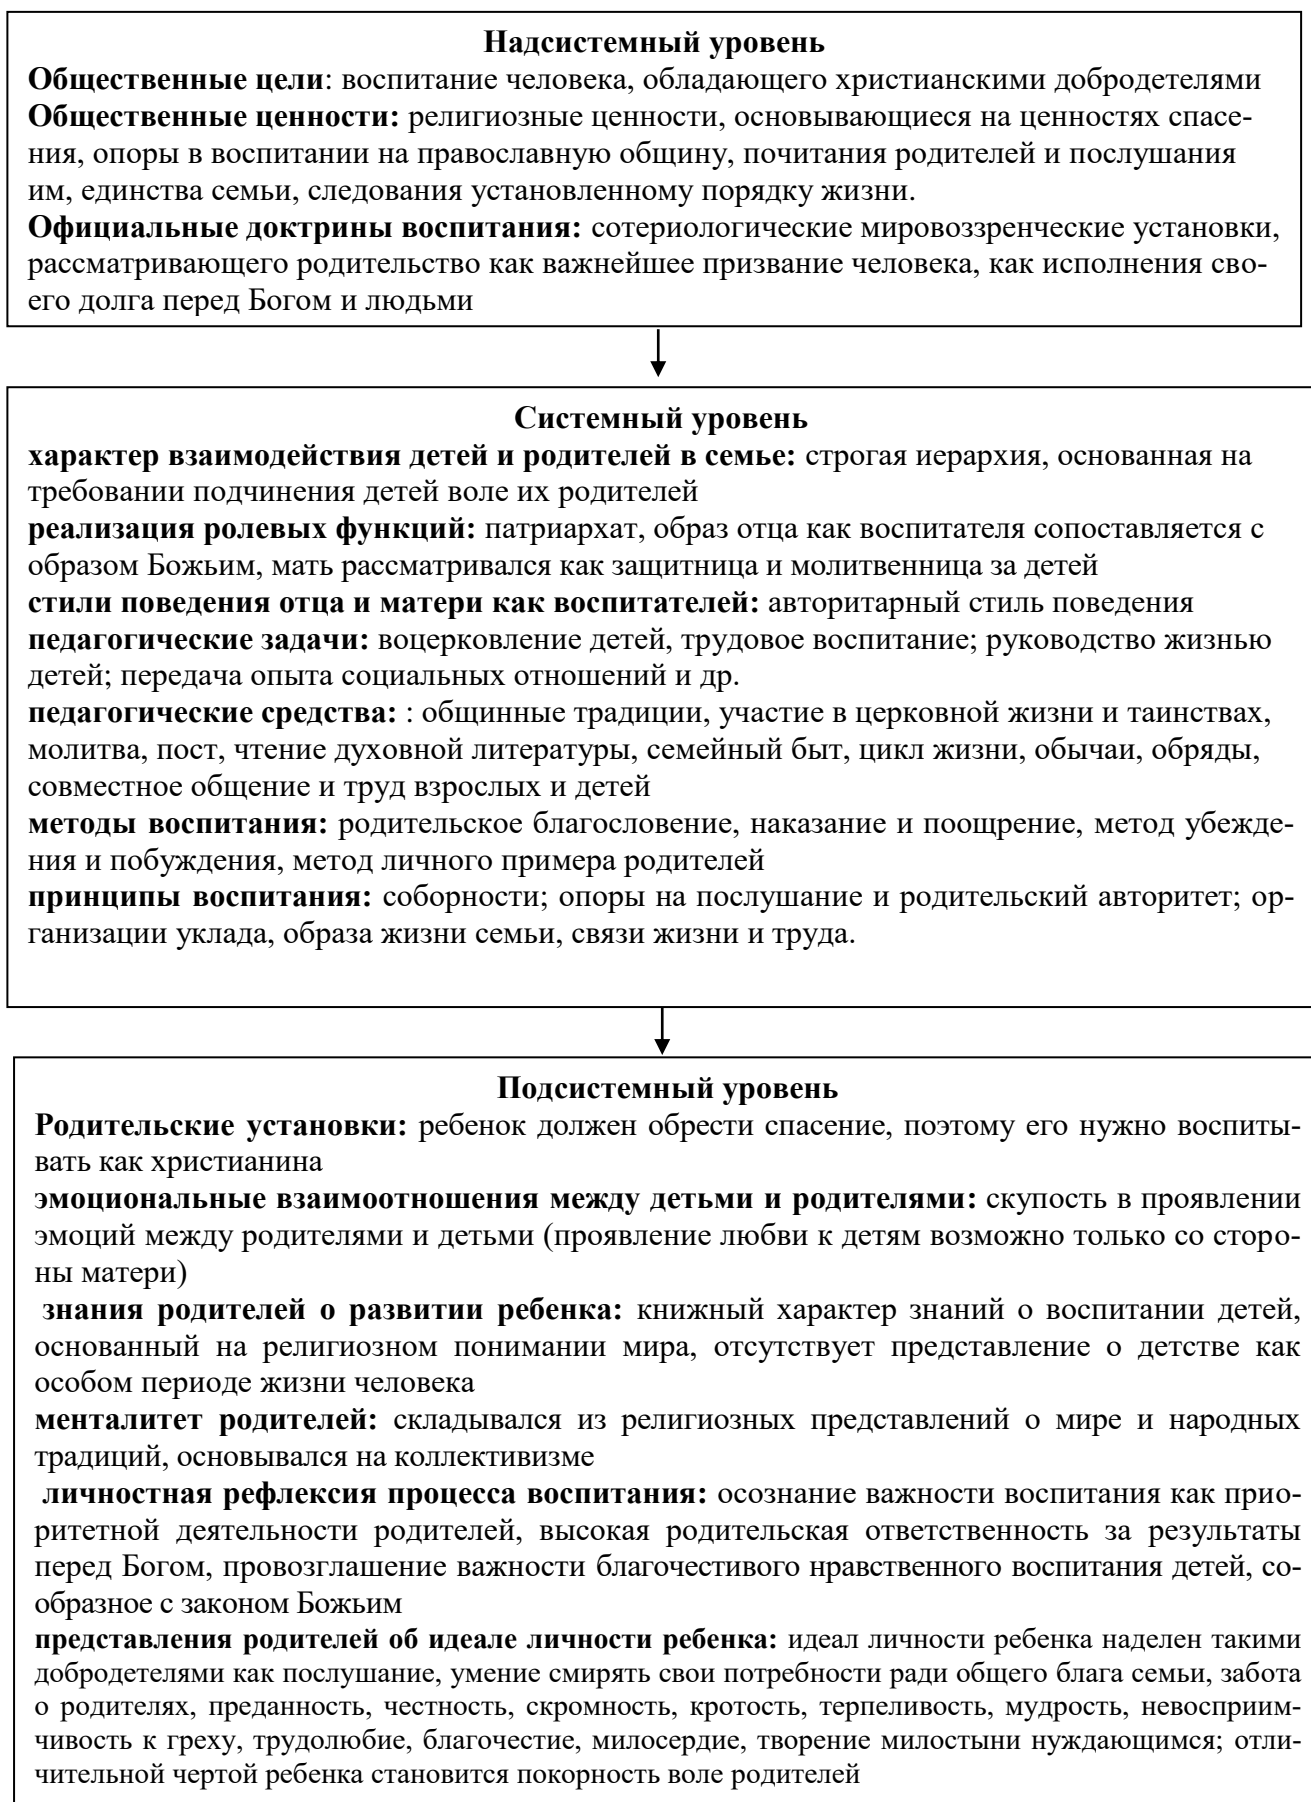 Надсистемный уровень
Общественные цели: воспитание человека, обладающего христианскими добродетелями
Общественные ценности: религиозные ценности, основывающиеся на ценностях спасе-
ния, опоры в воспитании на православную общину, почитания родителей и послушания
им, единства семьи, следования установленному порядку жизни.
Официальные доктрины воспитания: сотериологические мировоззренческие установки,
рассматривающего родительство как важнейшее призвание человека, как исполнения сво-
его долга перед Богом и людьми
Системный уровень
характер взаимодействия детей и родителей в семье: строгая иерархия, основанная на
требовании подчинения детей воле их родителей
реализация ролевых функций: патриархат, образ отца как воспитателя сопоставляется с
образом Божьим, мать рассматривался как защитница и молитвенница за детей
стили поведения отца и матери как воспитателей: авторитарный стиль поведения
педагогические задачи: воцерковление детей, трудовое воспитание; руководство жизнью
детей; передача опыта социальных отношений и др.
педагогические средства: : общинные традиции, участие в церковной жизни и таинствах,
молитва, пост, чтение духовной литературы, семейный быт, цикл жизни, обычаи, обряды,
совместное общение и труд взрослых и детей
методы воспитания: родительское благословение, наказание и поощрение, метод убежде-
ния и побуждения, метод личного примера родителей
принципы воспитания: соборности; опоры на послушание и родительский авторитет; ор-
ганизации уклада, образа жизни семьи, связи жизни и труда.
Подсистемный уровень
Родительские установки: ребенок должен обрести спасение, поэтому его нужно воспиты-
вать как христианина
эмоциональные взаимоотношения между детьми и родителями: скупость в проявлении
эмоций между родителями и детьми (проявление любви к детям возможно только со сторо-
ны матери)
знания родителей о развитии ребенка: книжный характер знаний о воспитании детей,
основанный на религиозном понимании мира, отсутствует представление о детстве как
особом периоде жизни человека
менталитет родителей: складывался из религиозных представлений о мире и народных
традиций, основывался на коллективизме
личностная рефлексия процесса воспитания: осознание важности воспитания как прио-
ритетной деятельности родителей, высокая родительская ответственность за результаты
перед Богом, провозглашение важности благочестивого нравственного воспитания детей, со-
образное с законом Божьим
представления родителей об идеале личности ребенка: идеал личности ребенка наделен такими
добродетелями как послушание, умение смирять свои потребности ради общего блага семьи, забота
о родителях, преданность, честность, скромность, кротость, терпеливость, мудрость, невосприим-
чивость к греху, трудолюбие, благочестие, милосердие, творение милостыни нуждающимся; отли-
чительной чертой ребенка становится покорность воле родителей